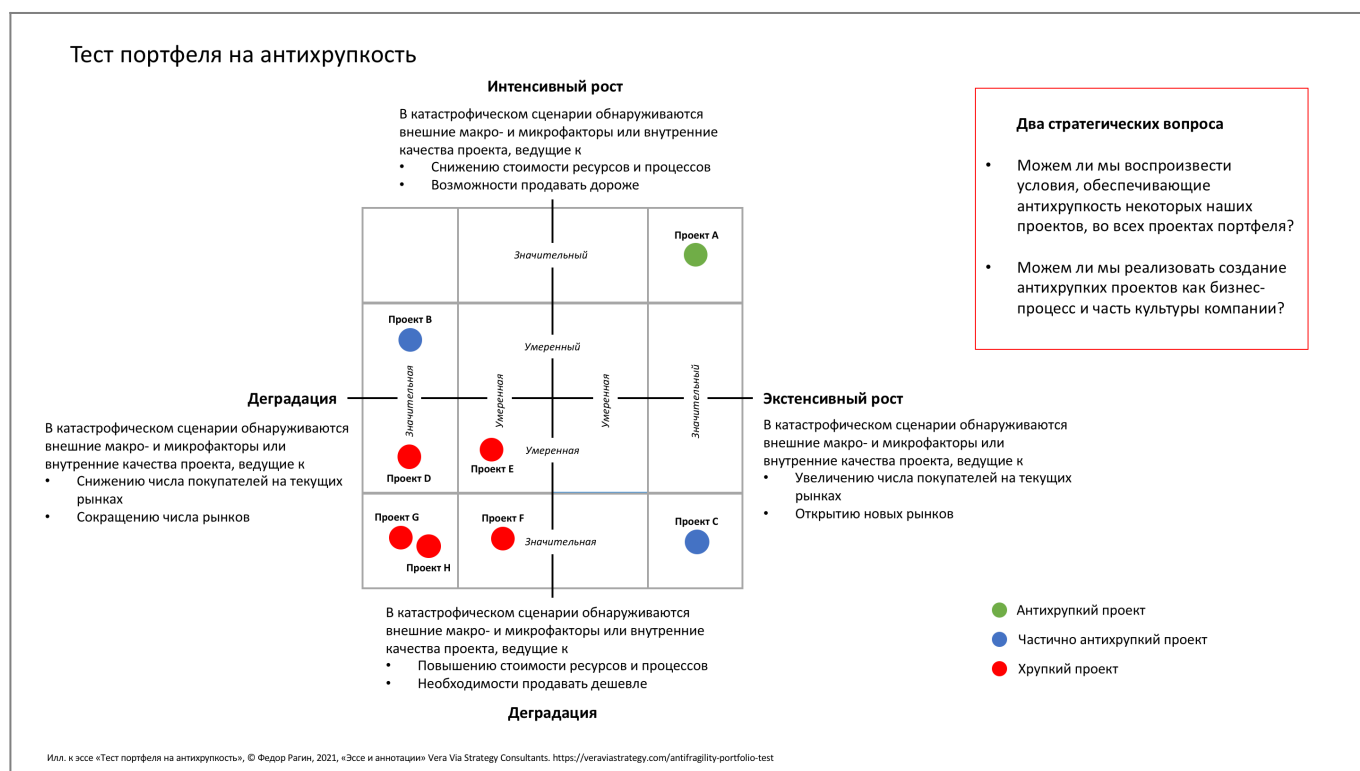 Тест портфеля на антихрупкость
Интенсивный рост
В катастрофическом сценарии обнаруживаются
внешние макро- и микрофакторы или внутренние
качества проекта, ведущие к
• Снижению стоимости ресурсов и процессов
• Возможности продавать дороже
Два стратегических вопроса
• Можем ли мы воспроизвести
условия, обеспечивающие
антихрупкость некоторых наших
проектов, во всех проектах портфеля?
• Можем ли мы реализовать создание
антихрупких проектов как бизнес-
процесс и часть культуры компании?
Проект A
Значительный
Проект B
Умеренный
Деградация
В катастрофическом сценарии обнаруживаются
внешние макро- и микрофакторы или
внутренние качества проекта, ведущие к
• Снижению числа покупателей на текущих
рынках
• Сокращению числа рынков
Значительная
Умеренная
Умеренная
Значительный
Экстенсивный рост
В катастрофическом сценарии обнаруживаются
внешние макро- и микрофакторы или
внутренние качества проекта, ведущие к
• Увеличению числа покупателей на текущих
рынках
• Открытию новых рынков
Умеренная
Проект E
Проект D
Проект G
Проект F
Проект C
Значительная
Проект H
В катастрофическом сценарии обнаруживаются
внешние макро- и микрофакторы или внутренние
качества проекта, ведущие к
• Повышению стоимости ресурсов и процессов
• Необходимости продавать дешевле
Деградация
Антихрупкий проект
Частично антихрупкий проект
Хрупкий проект
Илл. к эссе «Тест портфеля на антихрупкость», © Федор Рагин, 2021, «Эссе и аннотации» Vera Via Strategy Consultants. https://veraviastrategy.com/antifragility-portfolio-test